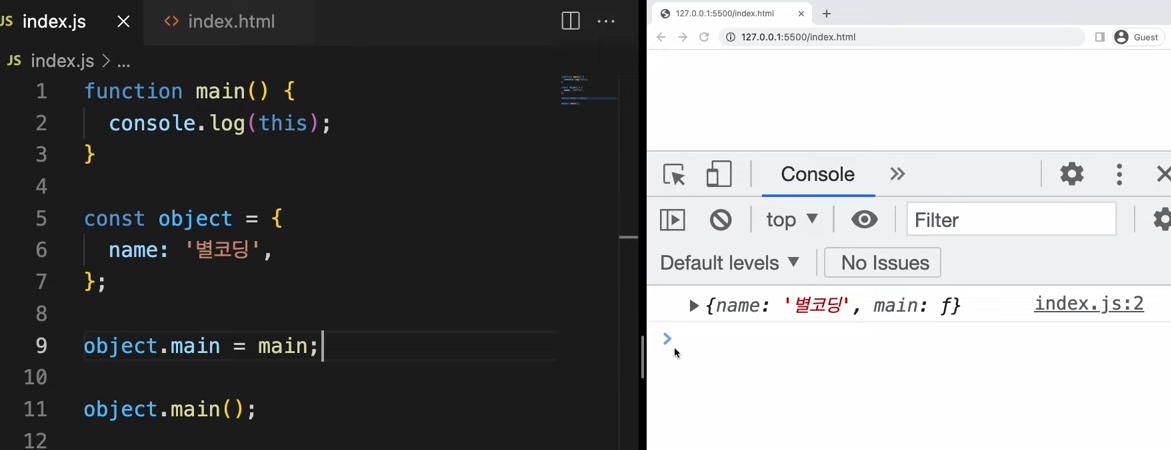 JS index.js
<> index.html
JS index.js > ...
1 function main() {
2 console.log(this);
3 }
4
5 const object = {
6 name: '별코딩',
7 };
8
9 object.main = main;
10
11 object.main();
12
127.0.0.1:5500/index.html
127.0.0.1:5500/index.html
Guest
Console
top
Filter
Default levels
No Issues
{name: '별코딩', main: ƒ}
index.js:2